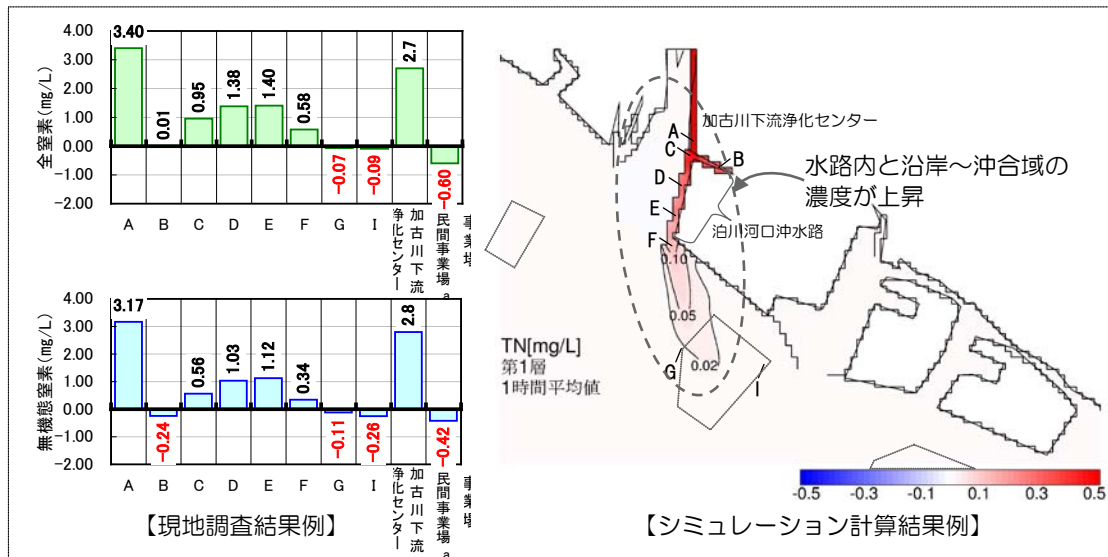 全窒素(mg/L)
4.00
3.00
2.00
1.00
0.00
-1.00
-2.00
3.40
0.01
0.95
1.38
1.40
0.58
-0.07
-0.09
2.7
-0.60
A B C D E F G I 加古川下流浄化センター 民間事業場a 事業場
無機態窒素(mg/L)
4.00
3.00
2.00
1.00
0.00
-1.00
-2.00
3.17
-0.24
0.56
1.03
1.12
0.34
-0.11
-0.26
2.8
-0.42
A B C D E F G I 加古川下流浄化センター 民間事業場a 事業場
【現地調査結果例】
加古川下流浄化センター
A
C
B
D
E
F
水路内と沿岸~沖合域の
濃度が上昇
泊川河口沖水路
0.10
0.05
0.02
G
I
TN[mg/L]
第1層
1時間平均値
-0.5 -0.3 -0.1 0.1 0.3 0.5
【シミュレーション計算結果例】